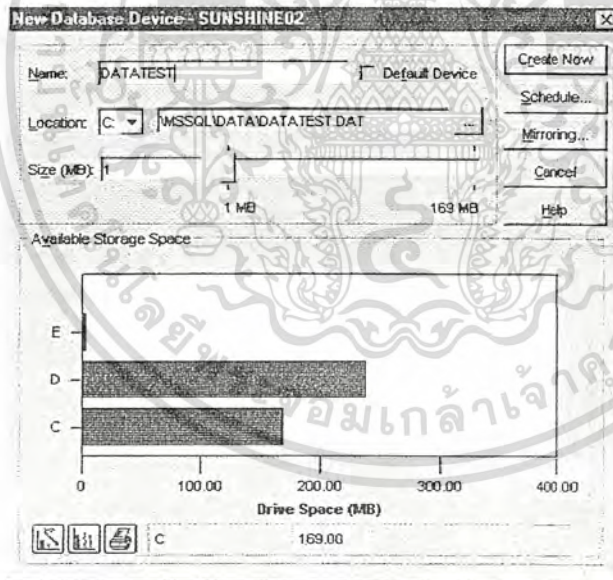 New Database Device - SUNSHINE02
Name: DATATEST Default Device
Location: C: \MSSQL\DATA\DATATEST.DAT ...
Size (MB): 1
1 MB 169 MB
Create Now
Schedule...
Mirroring...
Cancel
Help
Available Storage Space
E
D
C
0 100.00 200.00 300.00 400.00
Drive Space (MB)
C 169.00